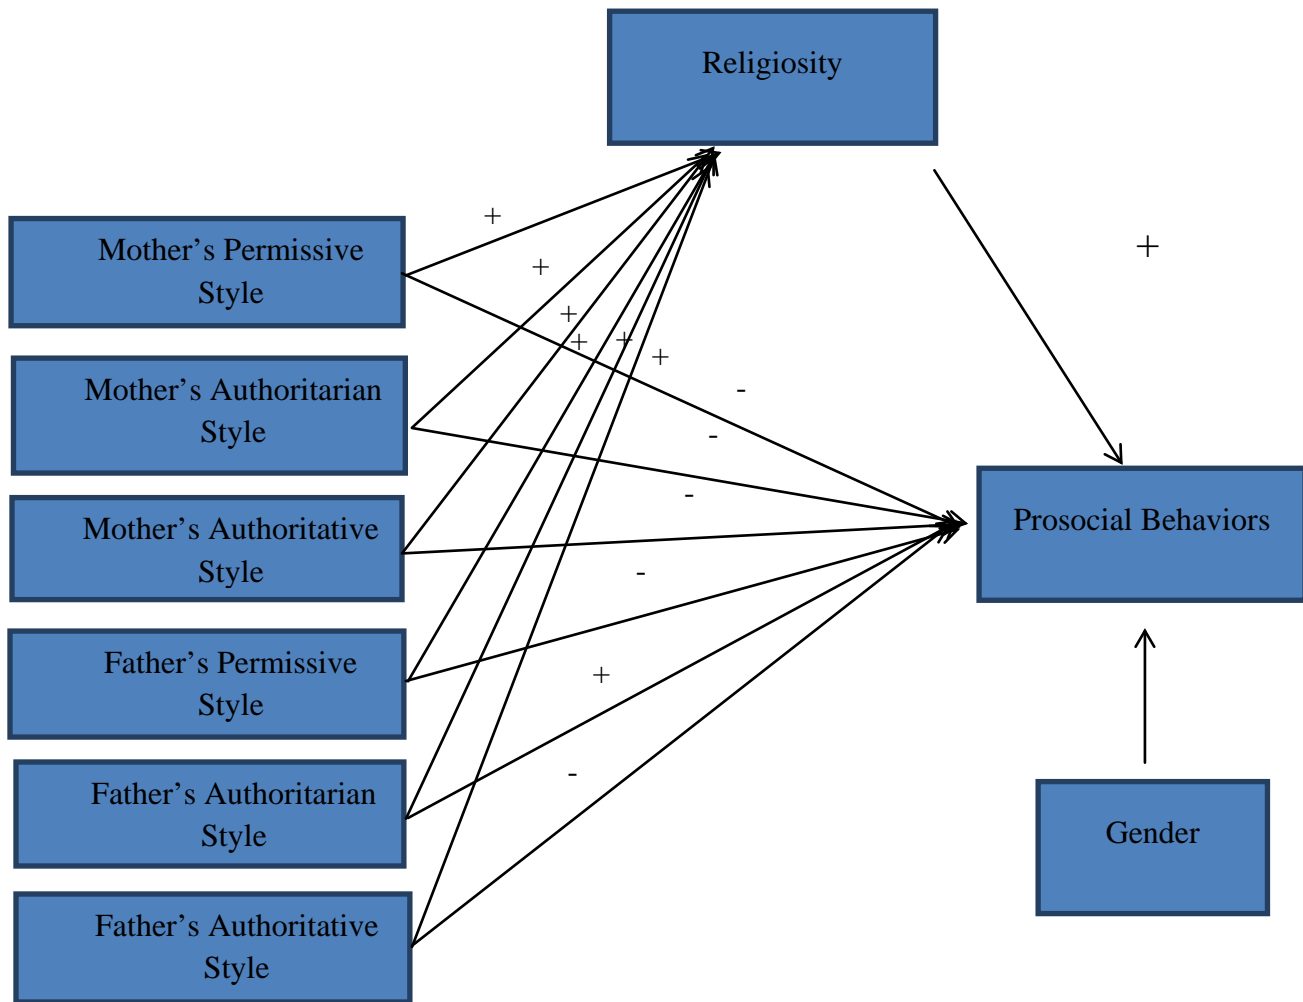 Religiosity
+
+
Mother’s Permissive
Style
+
+
+
+
+
-
Mother’s Authoritarian
Style
-
-
Mother’s Authoritative
Style
Prosocial Behaviors
-
Father’s Permissive
Style
+
-
Father’s Authoritarian
Style
Gender
Father’s Authoritative
Style